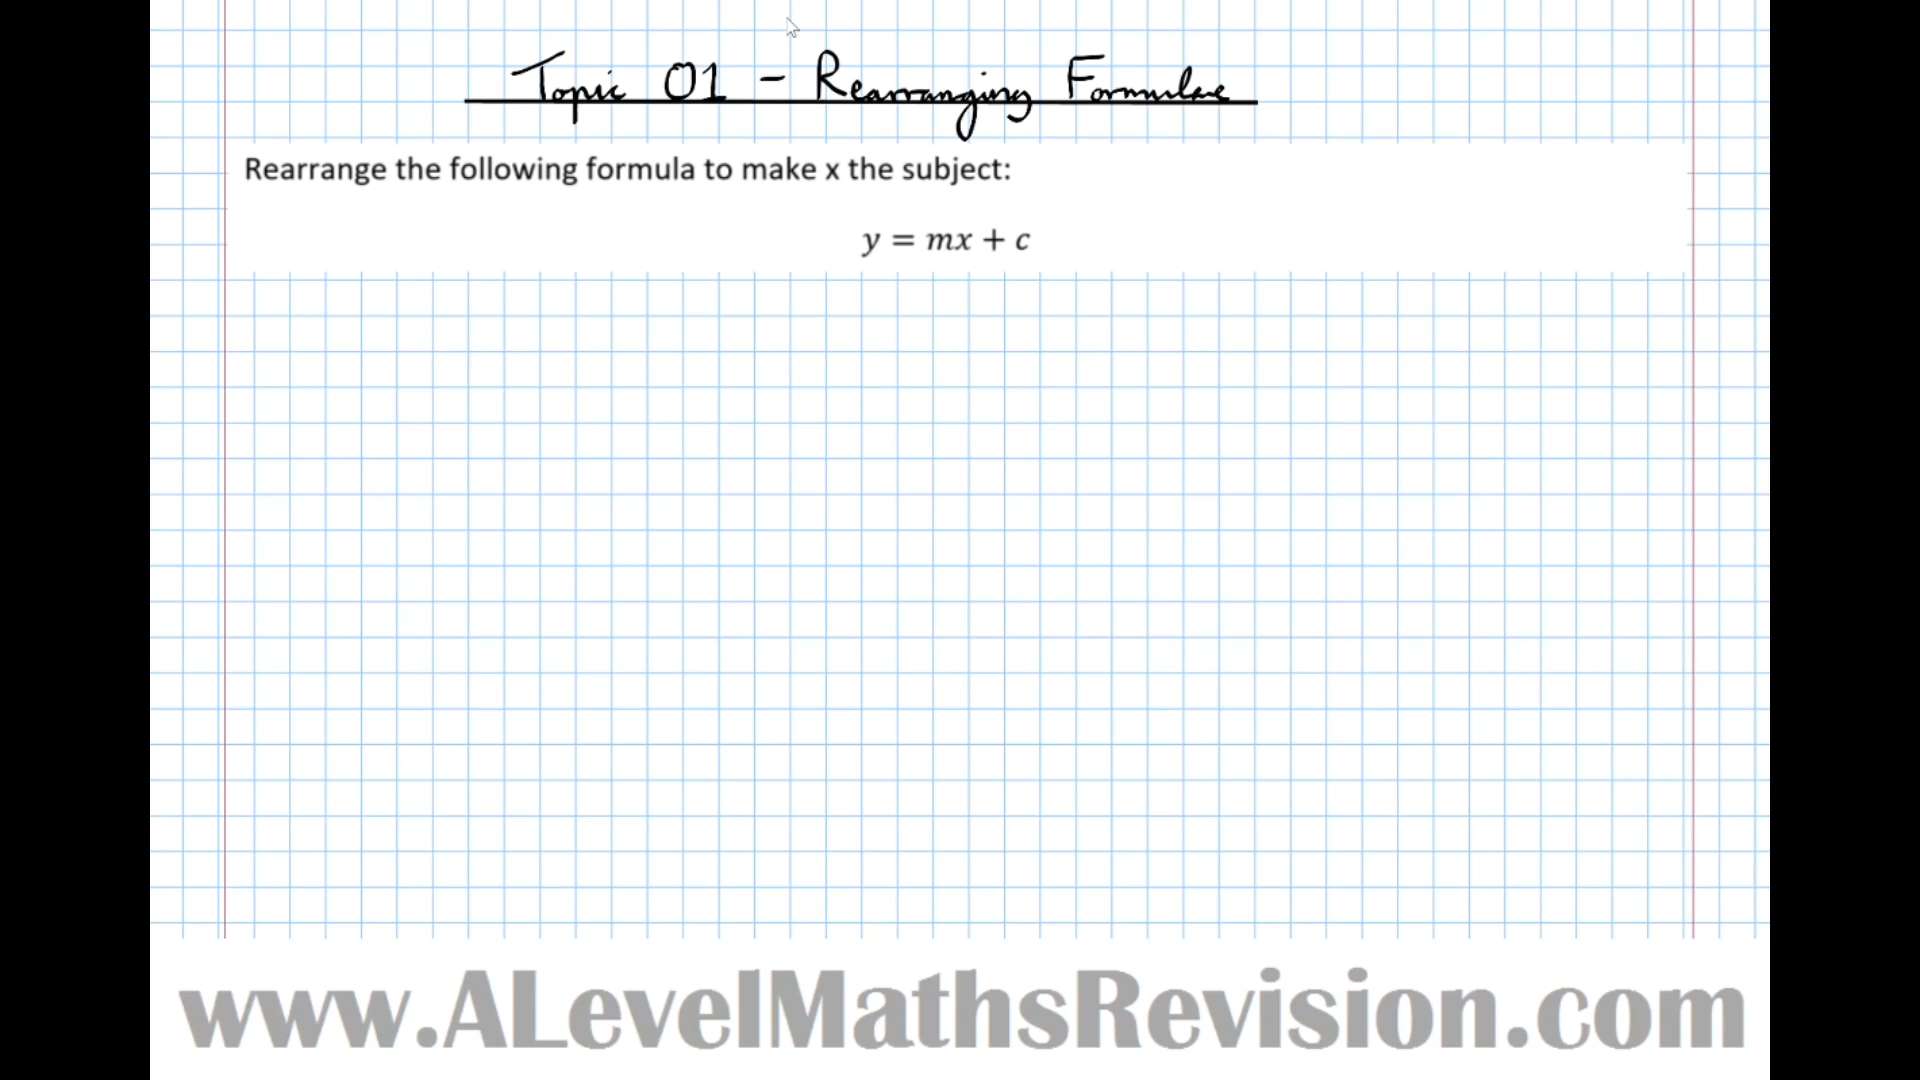 Topic 01 - Rearranging Formulae
Rearrange the following formula to make x the subject:
y = mx + c
www.ALevelMathsRevision.com